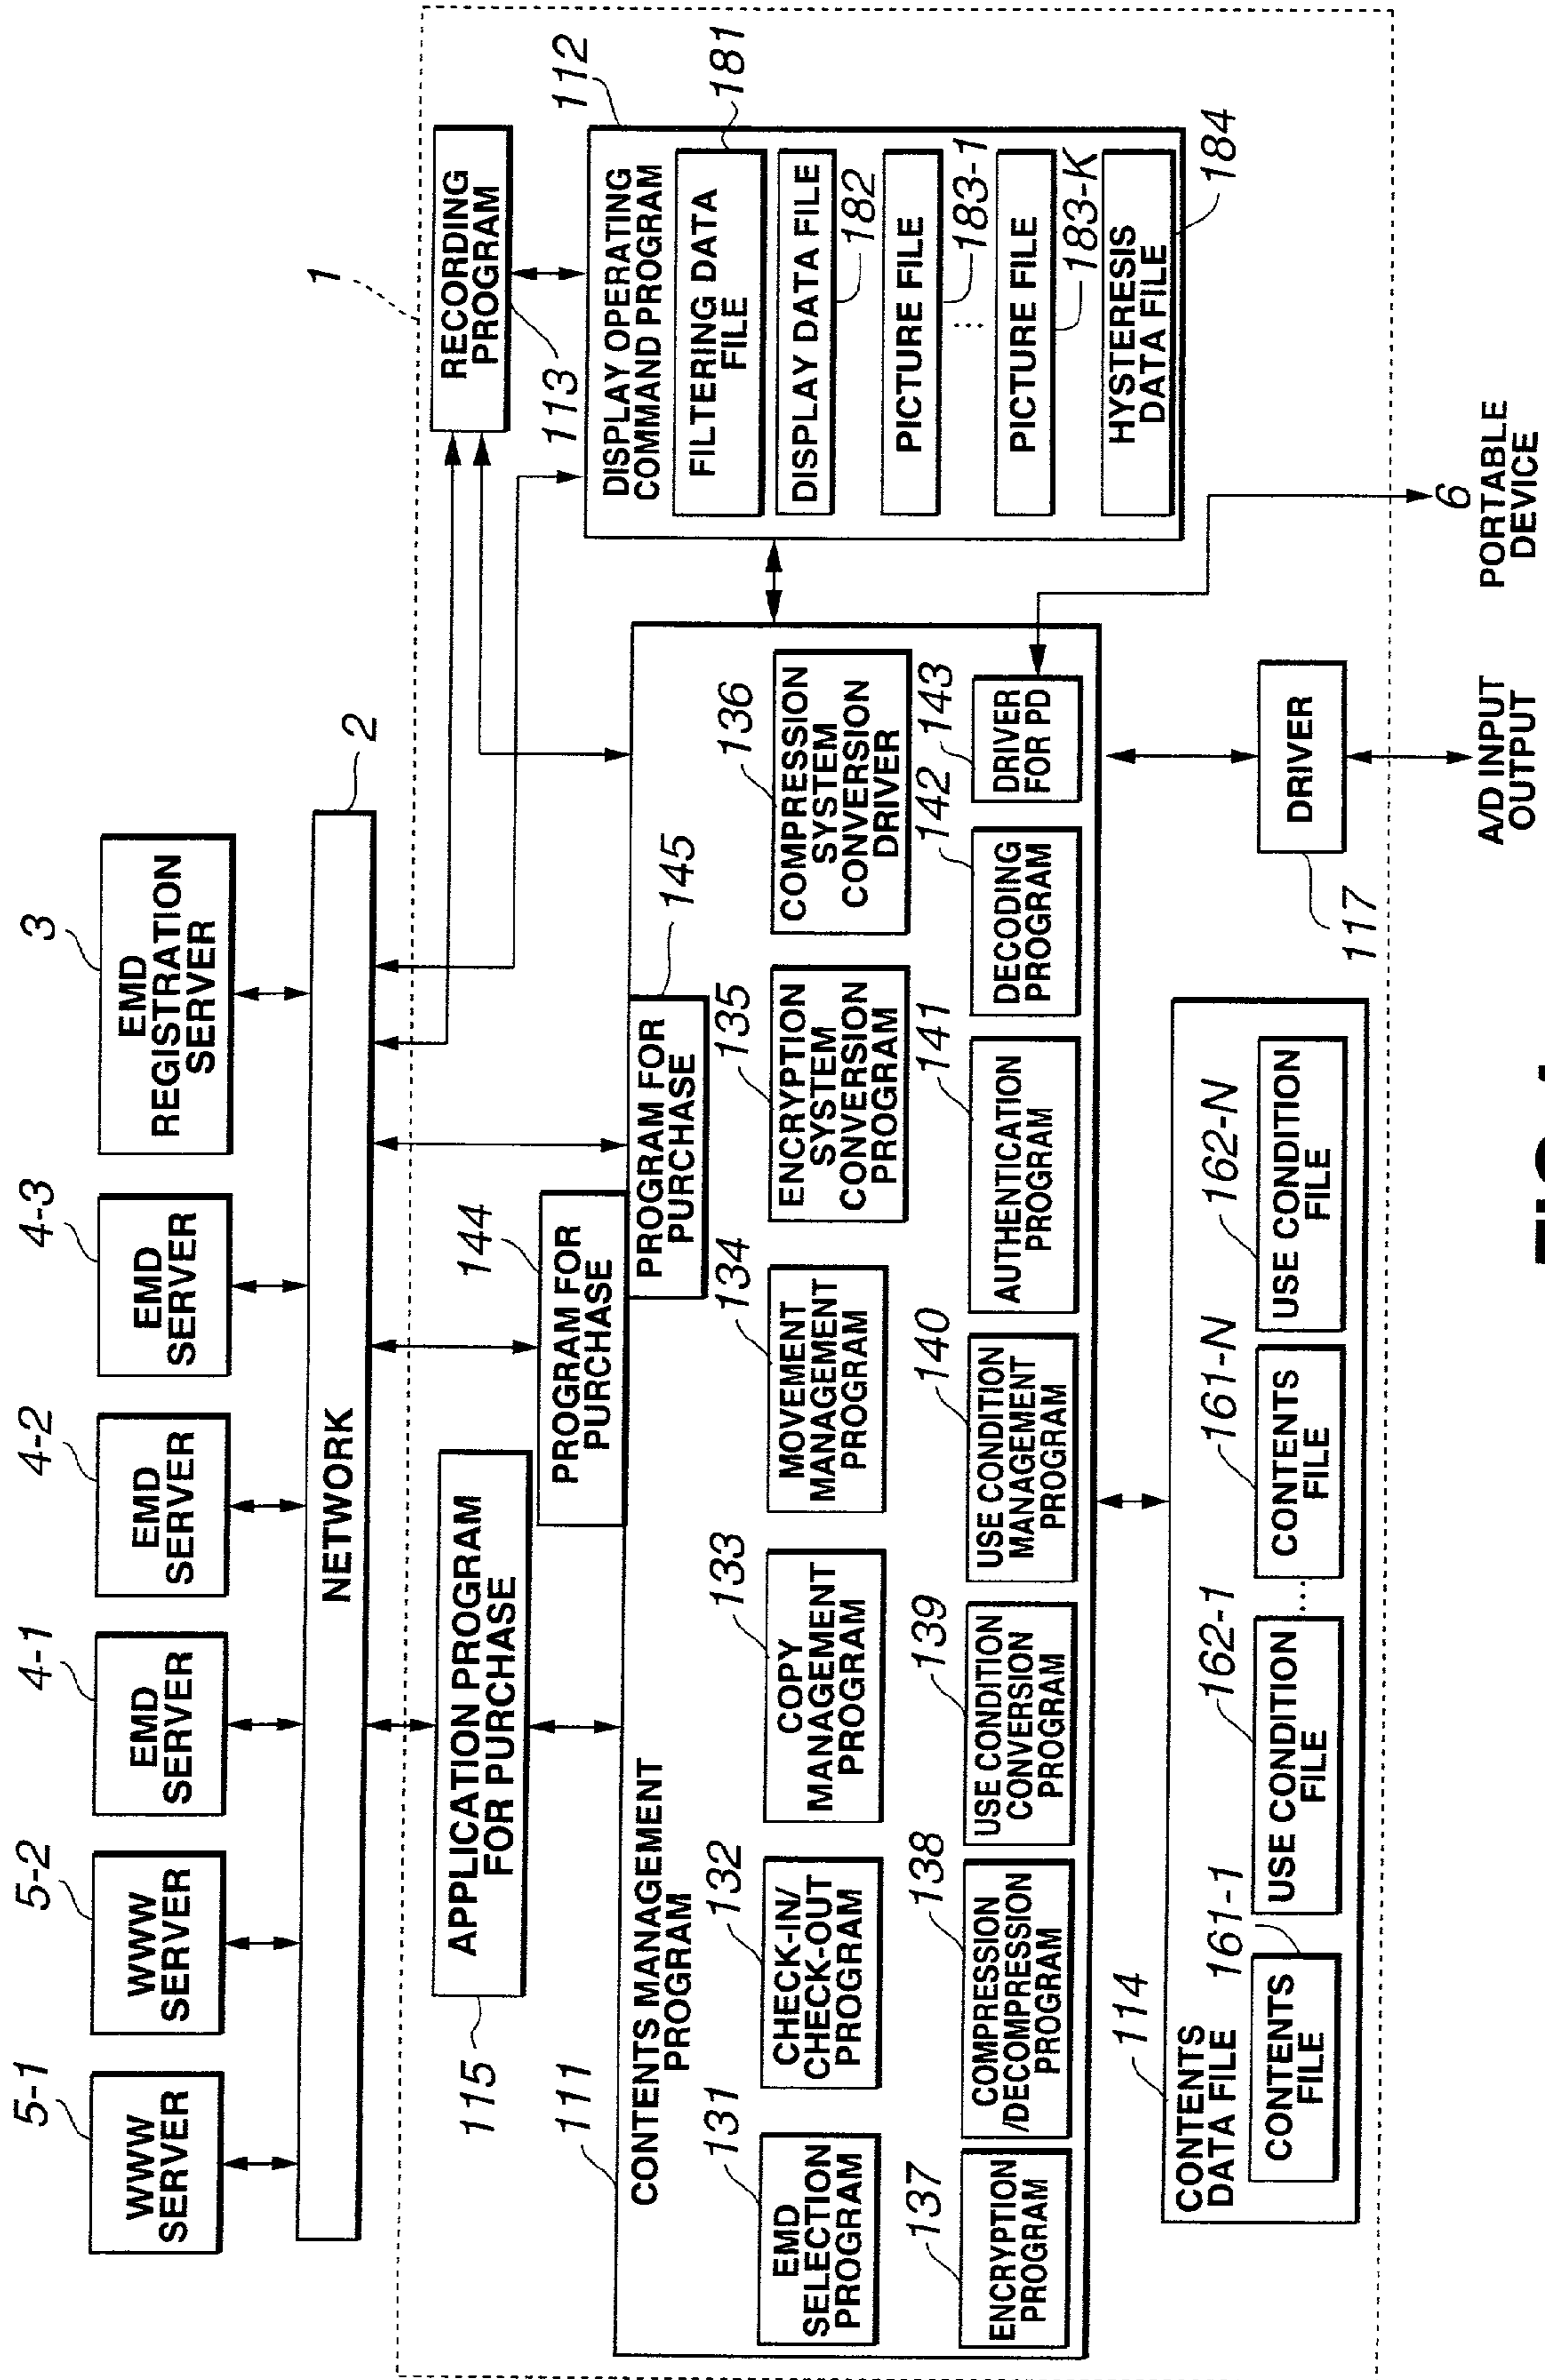 5-1
WWW
SERVER
5-2
WWW
SERVER
4-1
EMD
SERVER
4-2
EMD
SERVER
4-3
EMD
SERVER
3
EMD
REGISTRATION
SERVER
NETWORK
2
1
115
APPLICATION PROGRAM
FOR PURCHASE
144
PROGRAM FOR
PURCHASE
145
PROGRAM FOR
PURCHASE
RECORDING
PROGRAM
113
112
DISPLAY OPERATING
COMMAND PROGRAM
FILTERING DATA
FILE
181
DISPLAY DATA FILE
182
PICTURE FILE
183-1
...
PICTURE FILE
183-K
HYSTERESIS
DATA FILE
184
111
CONTENTS MANAGEMENT
PROGRAM
131
EMD
SELECTION
PROGRAM
132
CHECK-IN/
CHECK-OUT
PROGRAM
133
COPY
MANAGEMENT
PROGRAM
134
MOVEMENT
MANAGEMENT
PROGRAM
135
ENCRYPTION
SYSTEM
CONVERSION
PROGRAM
136
COMPRESSION
SYSTEM
CONVERSION
DRIVER
137
ENCRYPTION
PROGRAM
138
COMPRESSION
/DECOMPRESSION
PROGRAM
139
USE CONDITION
CONVERSION
PROGRAM
140
USE CONDITION
MANAGEMENT
PROGRAM
141
AUTHENTICATION
PROGRAM
142
DECODING
PROGRAM
143
DRIVER
FOR PD
114
CONTENTS
DATA FILE
161-1
CONTENTS
FILE
162-1
USE CONDITION
FILE
...
161-N
CONTENTS
FILE
162-N
USE CONDITION
FILE
117
DRIVER
A/D INPUT
OUTPUT
6
PORTABLE
DEVICE